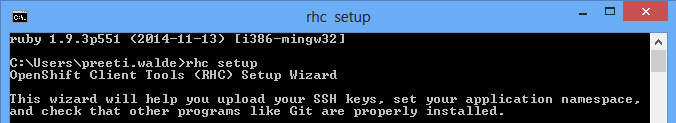 rhc setup
C:\.
ruby 1.9.3p551 (2014-11-13) [i386-mingw32]
C:\Users\preeti.walde>rhc setup
OpenShift Client Tools (RHC) Setup Wizard
This wizard will help you upload your SSH keys, set your application namespace,
and check that other programs like Git are properly installed.